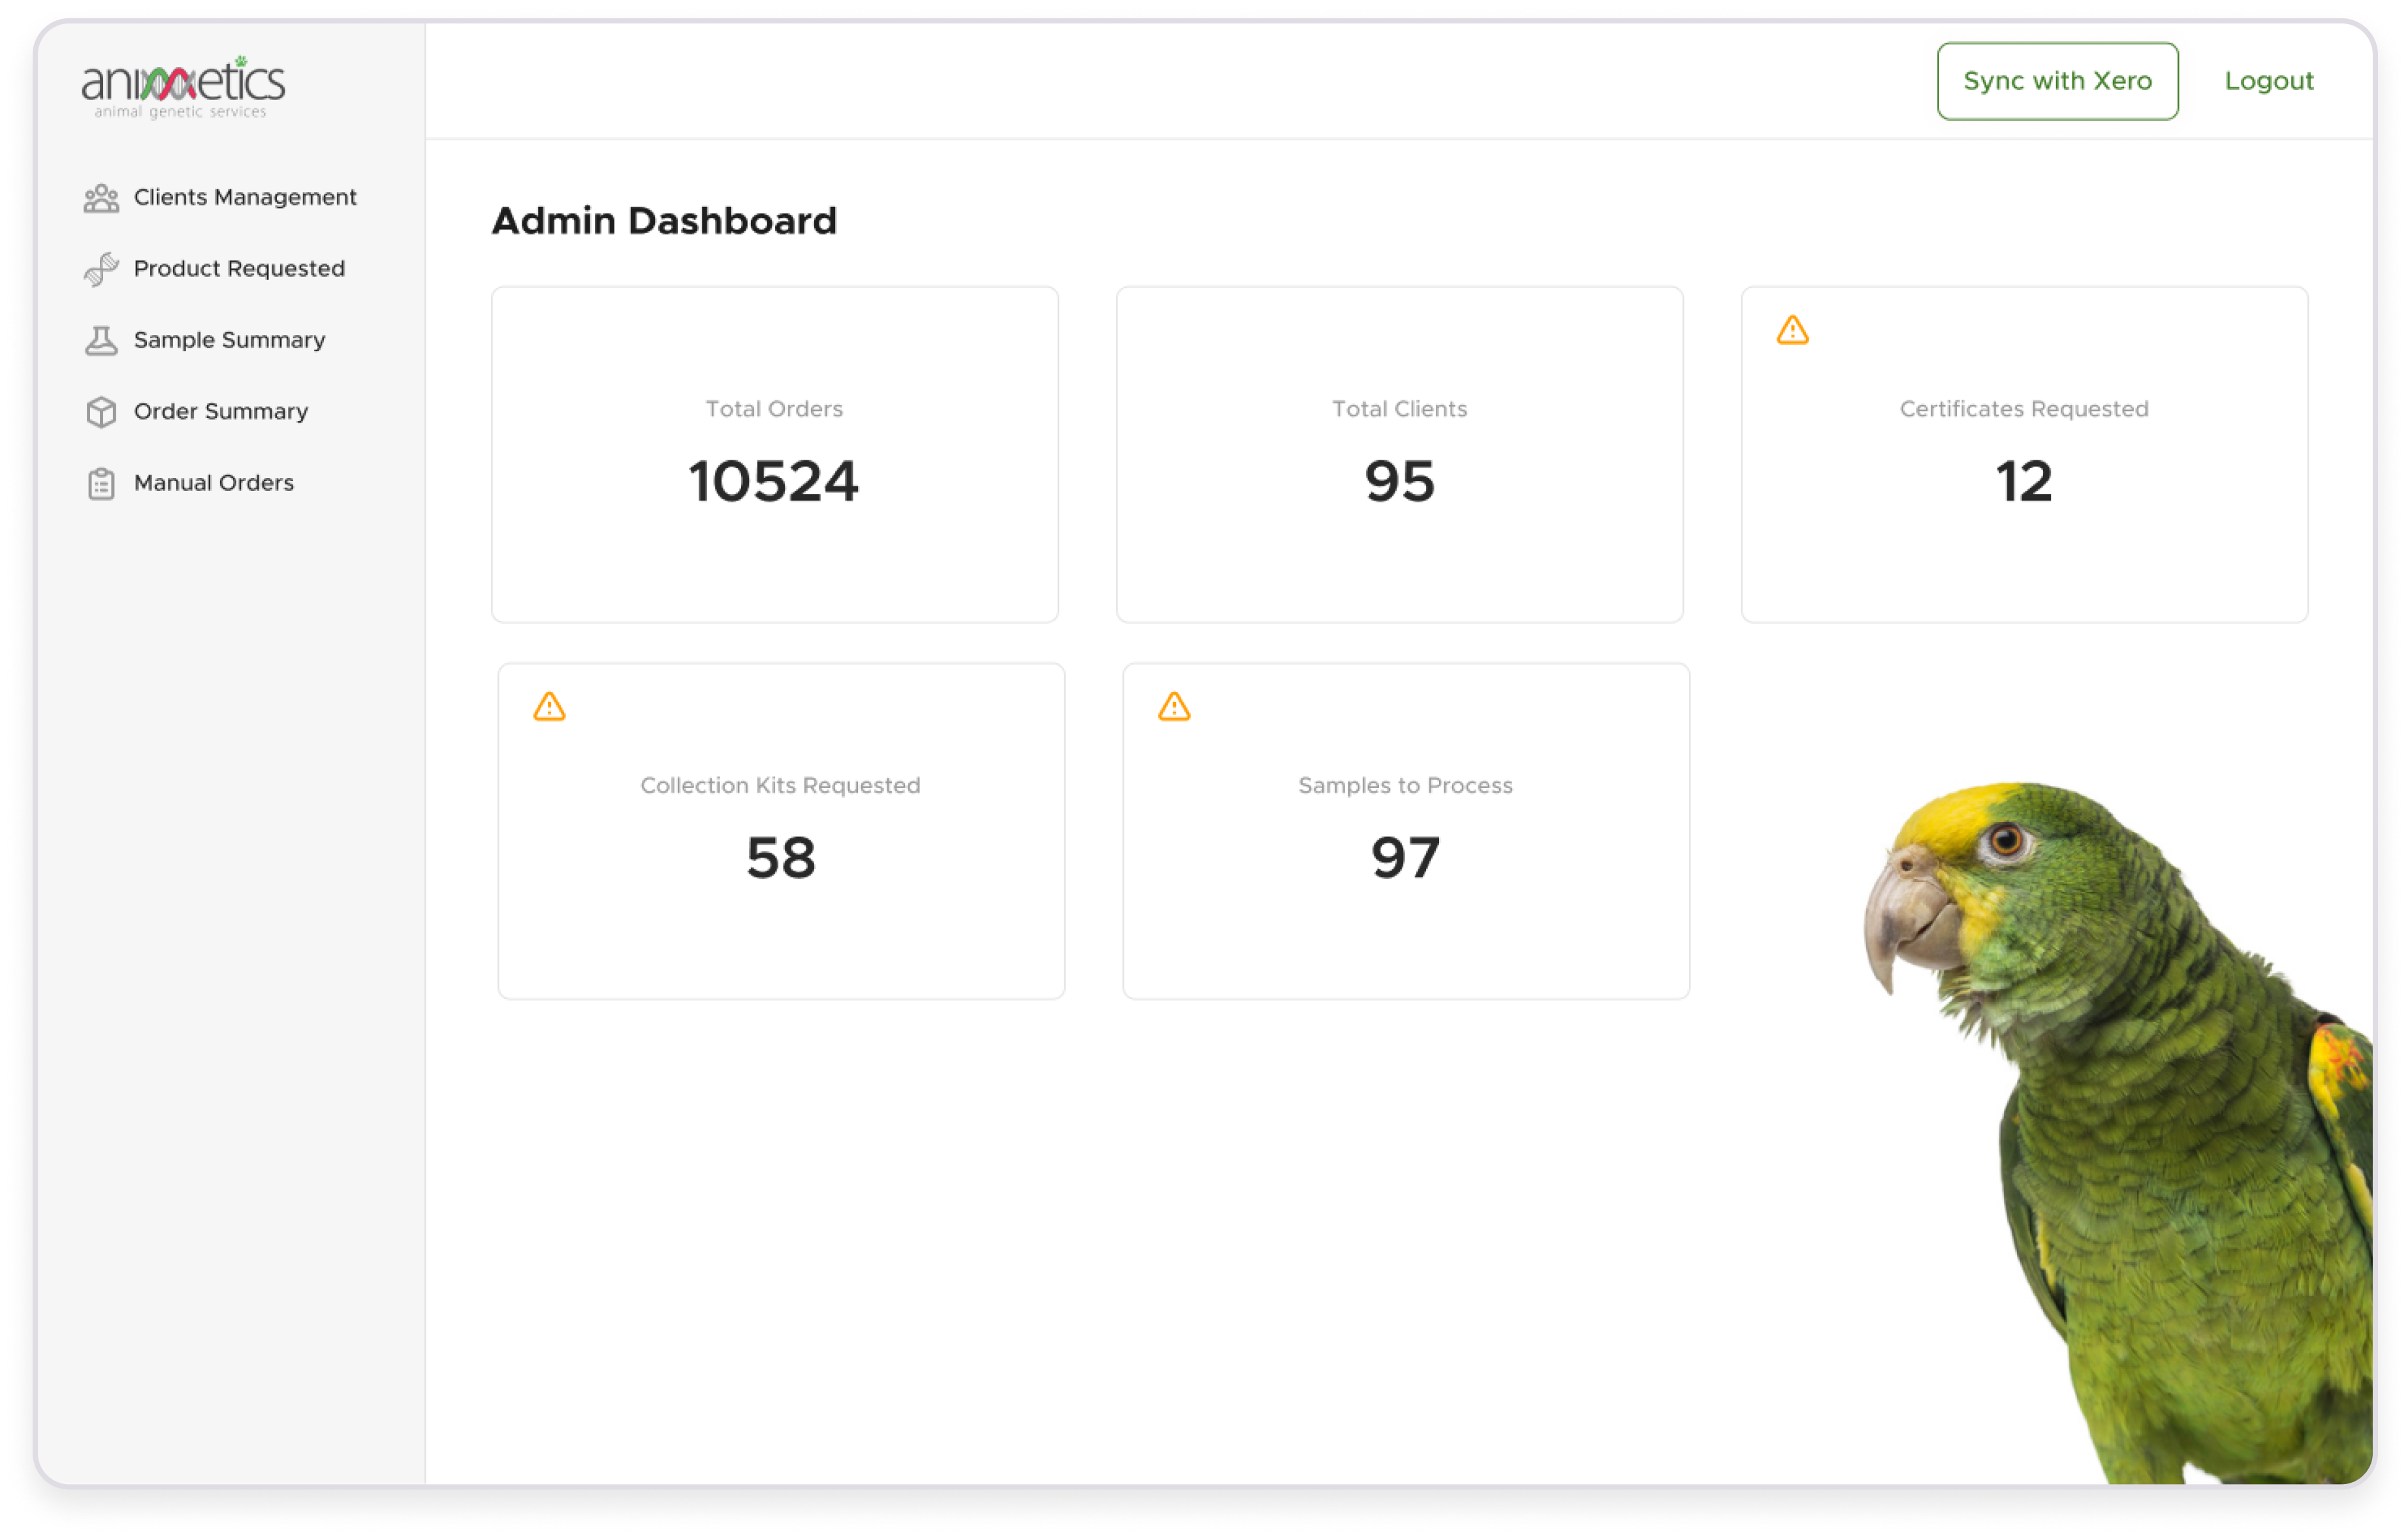 animetics
animal genetic services
Sync with Xero
Logout
Clients Management
Product Requested
Sample Summary
Order Summary
Manual Orders
Admin Dashboard
Total Orders
10524
Total Clients
95
Certificates Requested
12
Collection Kits Requested
58
Samples to Process
97